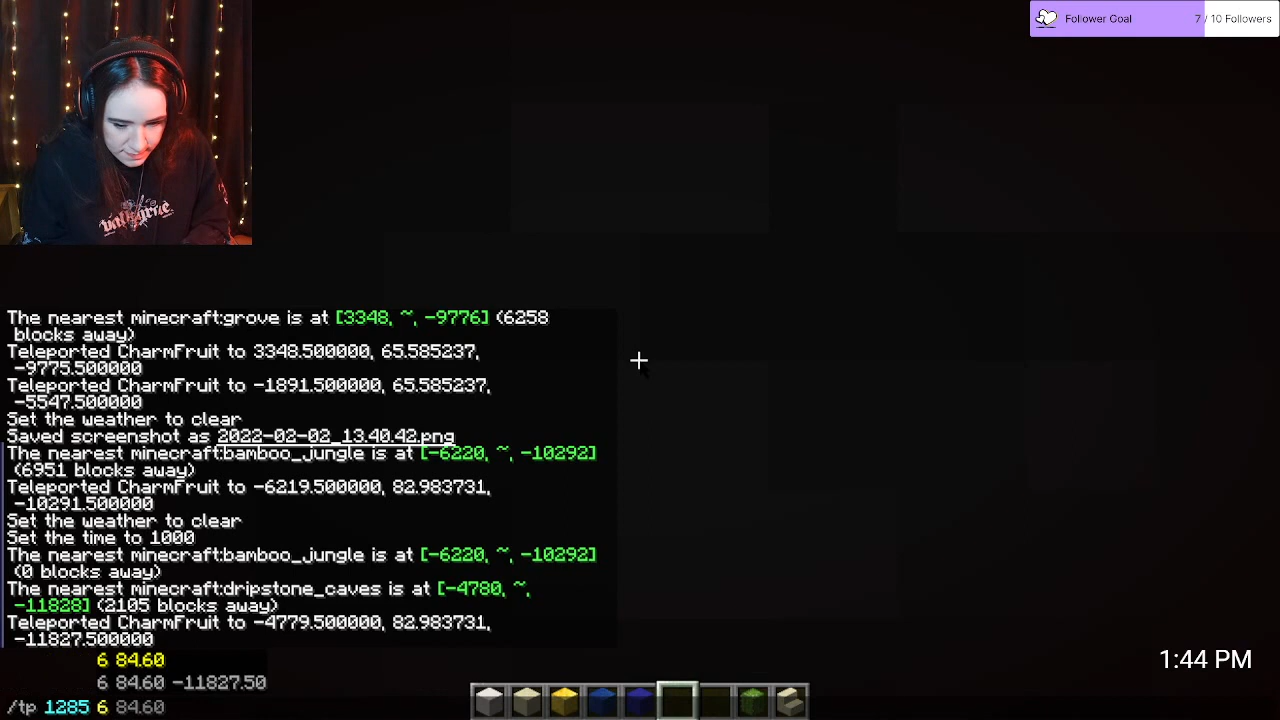 Follower Goal 7 / 10 Followers
valkyrae
The nearest minecraft:grove is at [3348, ~, -9776] (6258
blocks away)
Teleported CharmFruit to 3348.500000, 65.585237,
-9775.500000
Teleported CharmFruit to -1891.500000, 65.585237,
-5547.500000
Set the weather to clear
Saved screenshot as 2022-02-02_13.40.42.png
The nearest minecraft:bamboo_jungle is at [-6220, ~, -10292]
(6951 blocks away)
Teleported CharmFruit to -6219.500000, 82.983731,
-10291.500000
Set the weather to clear
Set the time to 1000
The nearest minecraft:bamboo_jungle is at [-6220, ~, -10292]
(0 blocks away)
The nearest minecraft:dripstone_caves is at [-4780, ~,
-11828] (2105 blocks away)
Teleported CharmFruit to -4779.500000, 82.983731,
-11827.500000
6 84.60
6 84.60 -11827.50
/tp 1285 6 84.60
1:44 PM